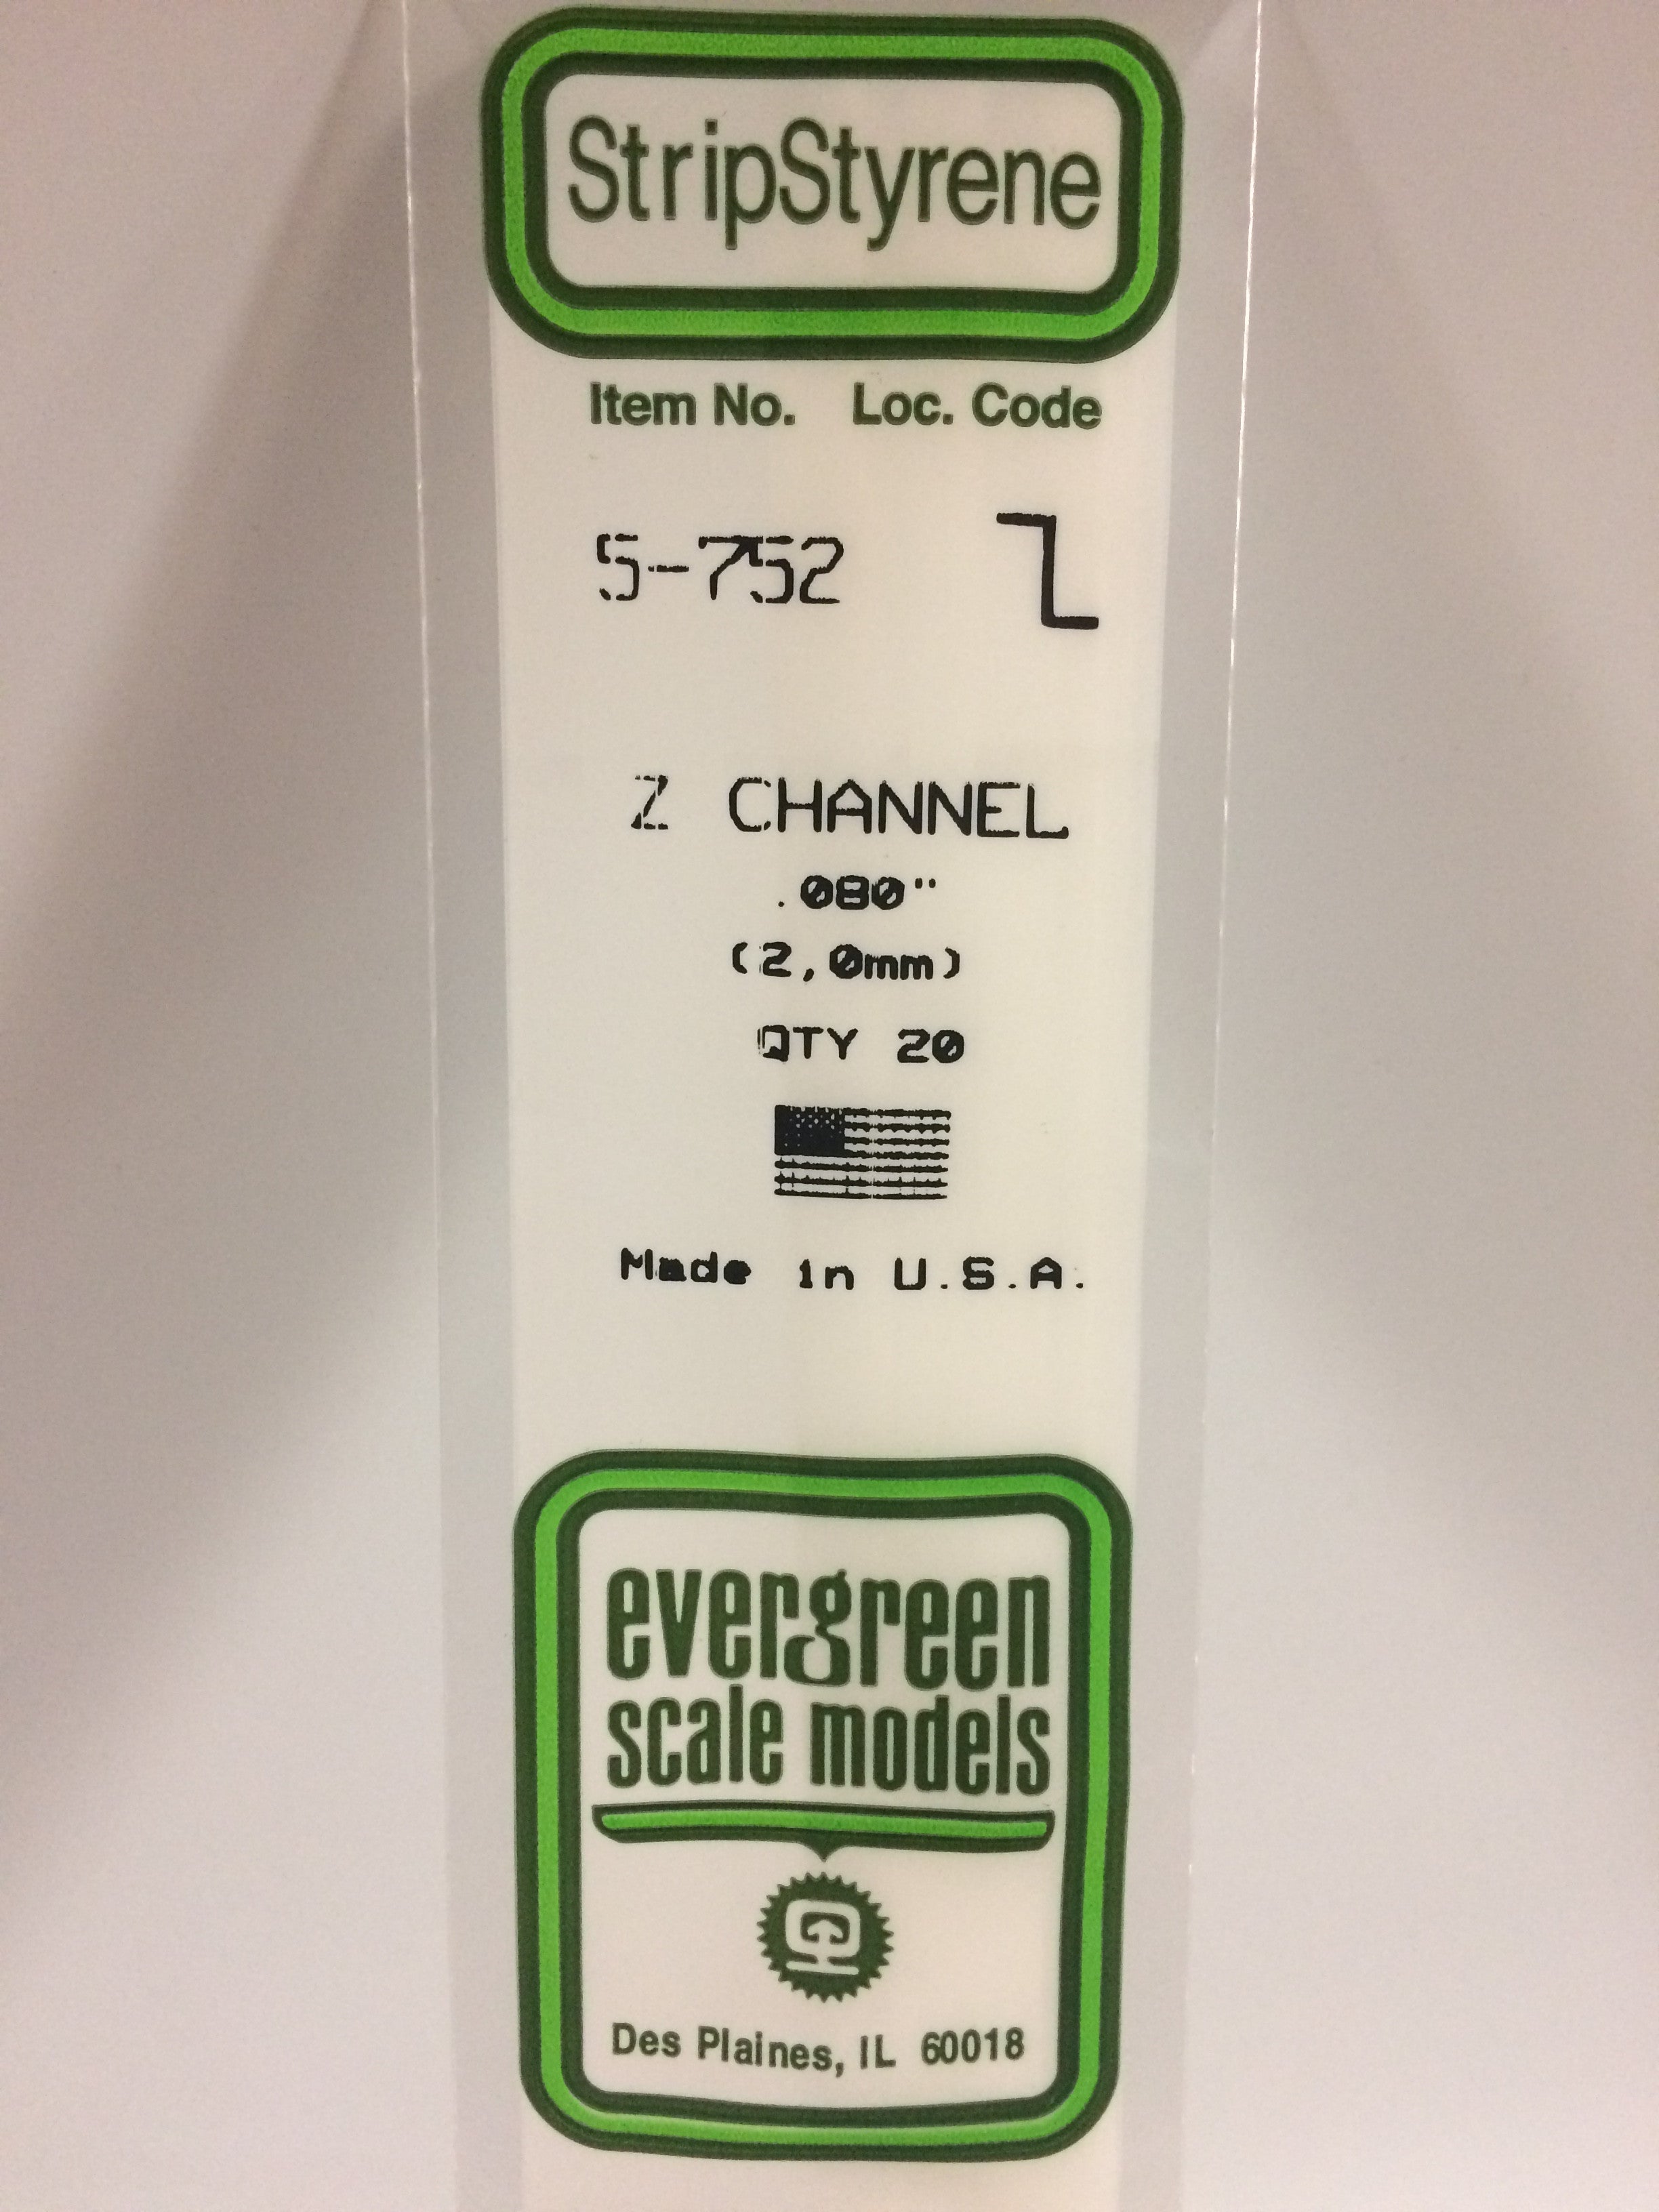 StripStyrene
Item No. Loc. Code
S-752
Z CHANNEL
.080"
(2,0mm)
QTY 20
Made in U.S.A.
evergreen
scale models
Des Plaines, IL 60018